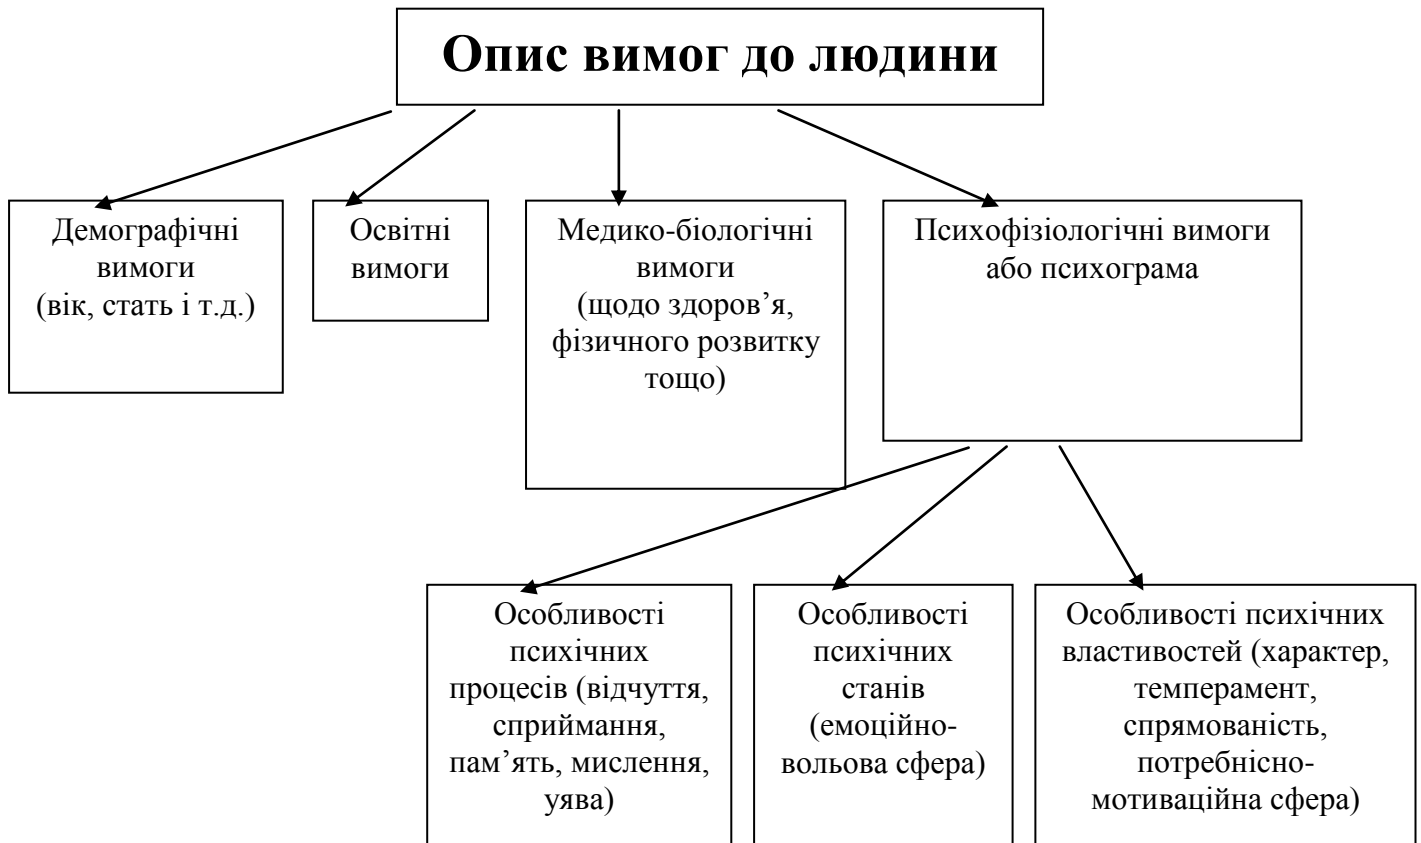 Опис вимог до людини
Демографічні
вимоги
(вік, стать і т.д.)
Освітні
вимоги
Медико-біологічні
вимоги
(щодо здоров’я,
фізичного розвитку
тощо)
Психофізіологічні вимоги
або психограма
Особливості
психічних
процесів (відчуття,
сприймання,
пам’ять, мислення,
уява)
Особливості
психічних
станів
(емоційно-
вольова сфера)
Особливості психічних
властивостей (характер,
темперамент,
спрямованість,
потребнісно-
мотиваційна сфера)